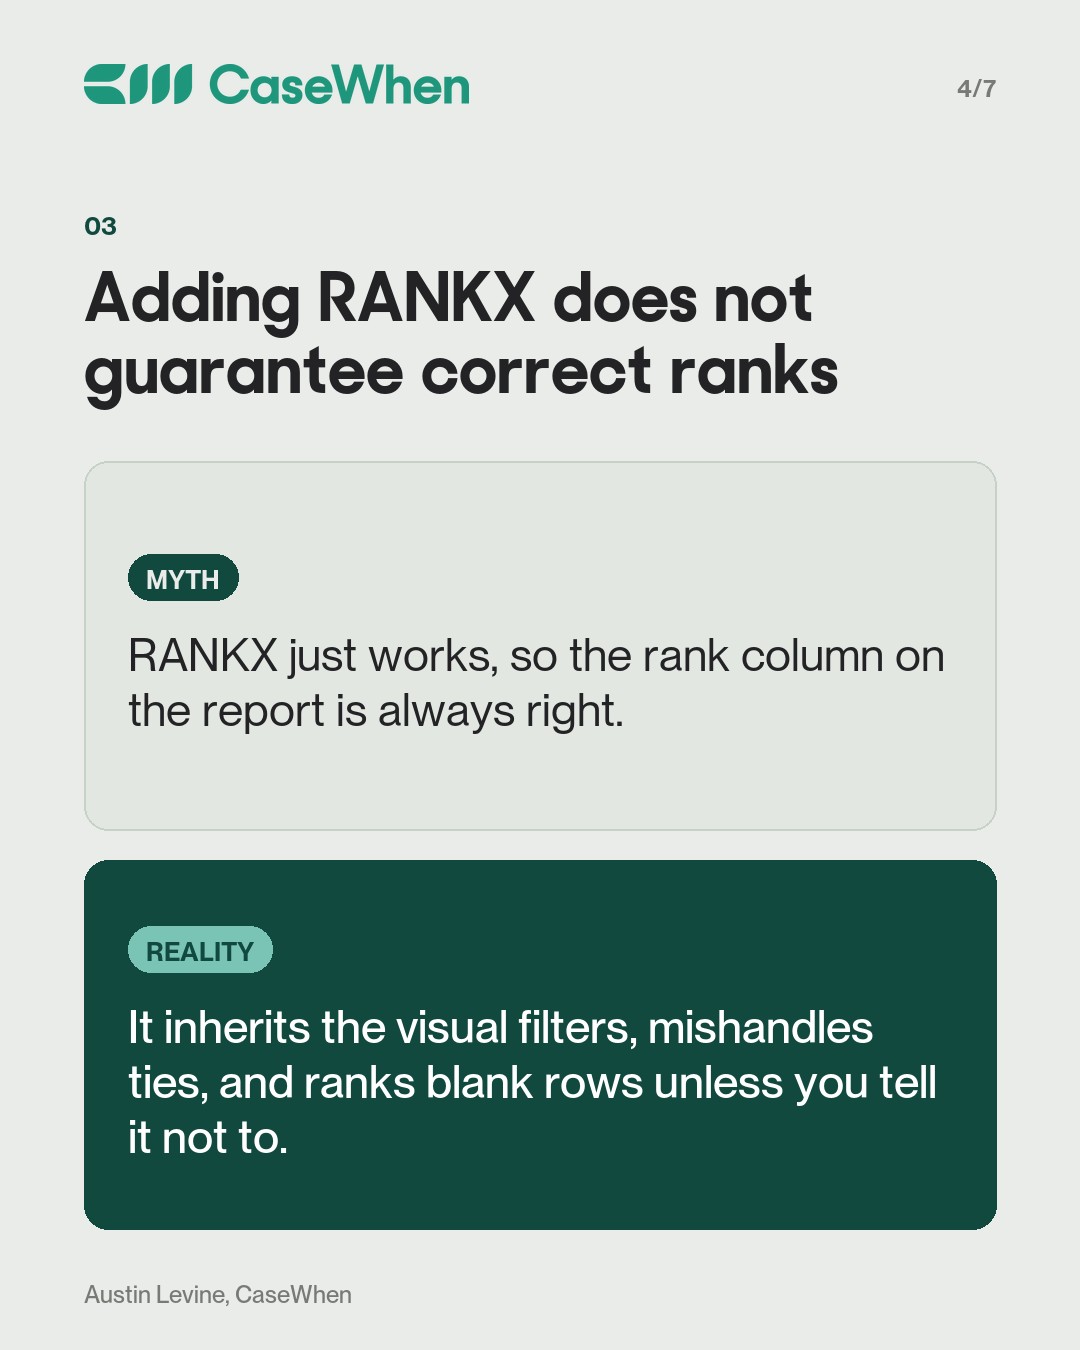 CaseWhen
4/7
03
Adding RANKX does not
guarantee correct ranks
MYTH
RANKX just works, so the rank column on
the report is always right.
REALITY
It inherits the visual filters, mishandles
ties, and ranks blank rows unless you tell
it not to.
Austin Levine, CaseWhen